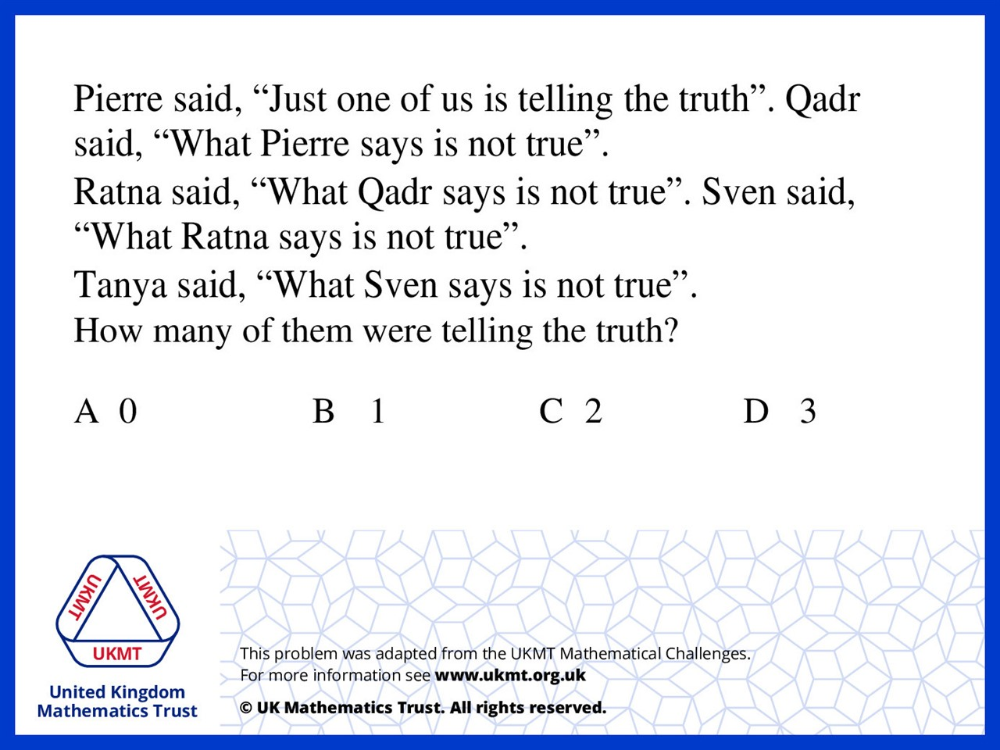 Pierre said, “Just one of us is telling the truth”. Qadr
said, “What Pierre says is not true”.
Ratna said, “What Qadr says is not true”. Sven said,
“What Ratna says is not true”.
Tanya said, “What Sven says is not true”.
How many of them were telling the truth?
A 0 B 1 C 2 D 3
UKMT UKMT
UKMT
United Kingdom
Mathematics Trust
This problem was adapted from the UKMT Mathematical Challenges.
For more information see www.ukmt.org.uk
© UK Mathematics Trust. All rights reserved.